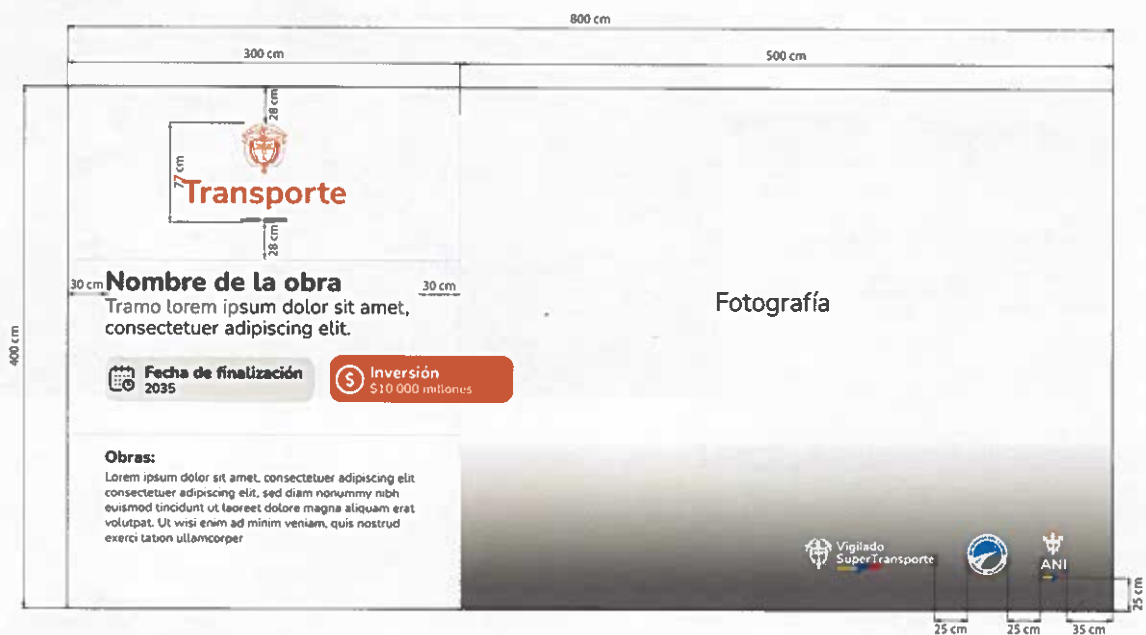 800 cm
300 cm
500 cm
28 cm
77 cm
Transporte
28 cm
400 cm
30 cm
Nombre de la obra
30 cm
Tramo lorem ipsum dolor sit amet,
consectetuer adipiscing elit.
Fotografía
Fecha de finalización
2035
Inversión
$10 000 millones
Obras:
Lorem ipsum dolor sit amet, consectetuer adipiscing elit
consectetuer adipiscing elit, sed diam nonummy nibh
euismod tincidunt ut laoreet dolore magna aliquam erat
volutpat. Ut wisi enim ad minim veniam, quis nostrud
exerci tation ullamcorper
Vigilado
SuperTransporte
ANI
25 cm
25 cm
25 cm
35 cm